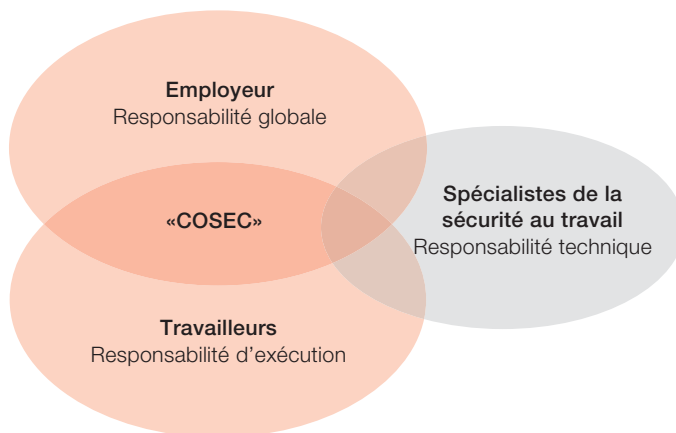 Employeur
Responsabilité globale
«COSEC»
Spécialistes de la
sécurité au travail
Responsabilité technique
Travailleurs
Responsabilité d’exécution